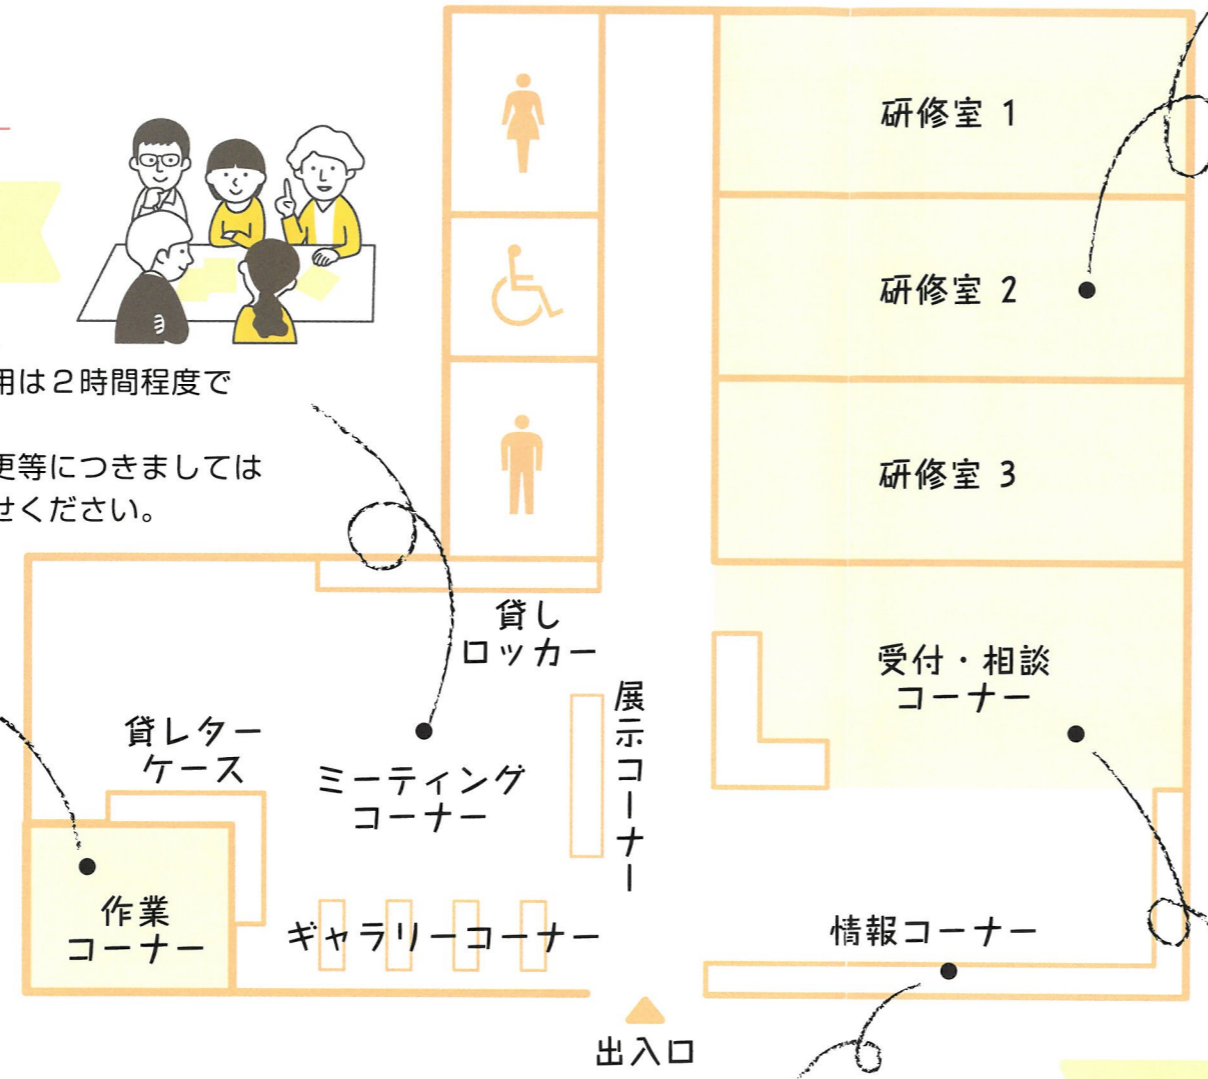 研修室 1
研修室 2
用は２時間程度で
更等につきましては
せください。
研修室 3
貸し
ロッカー
受付・相談
コーナー
展示コーナー
貸レター
ケース
ミーティング
コーナー
作業
コーナー
ギャラリーコーナー
情報コーナー
出入口